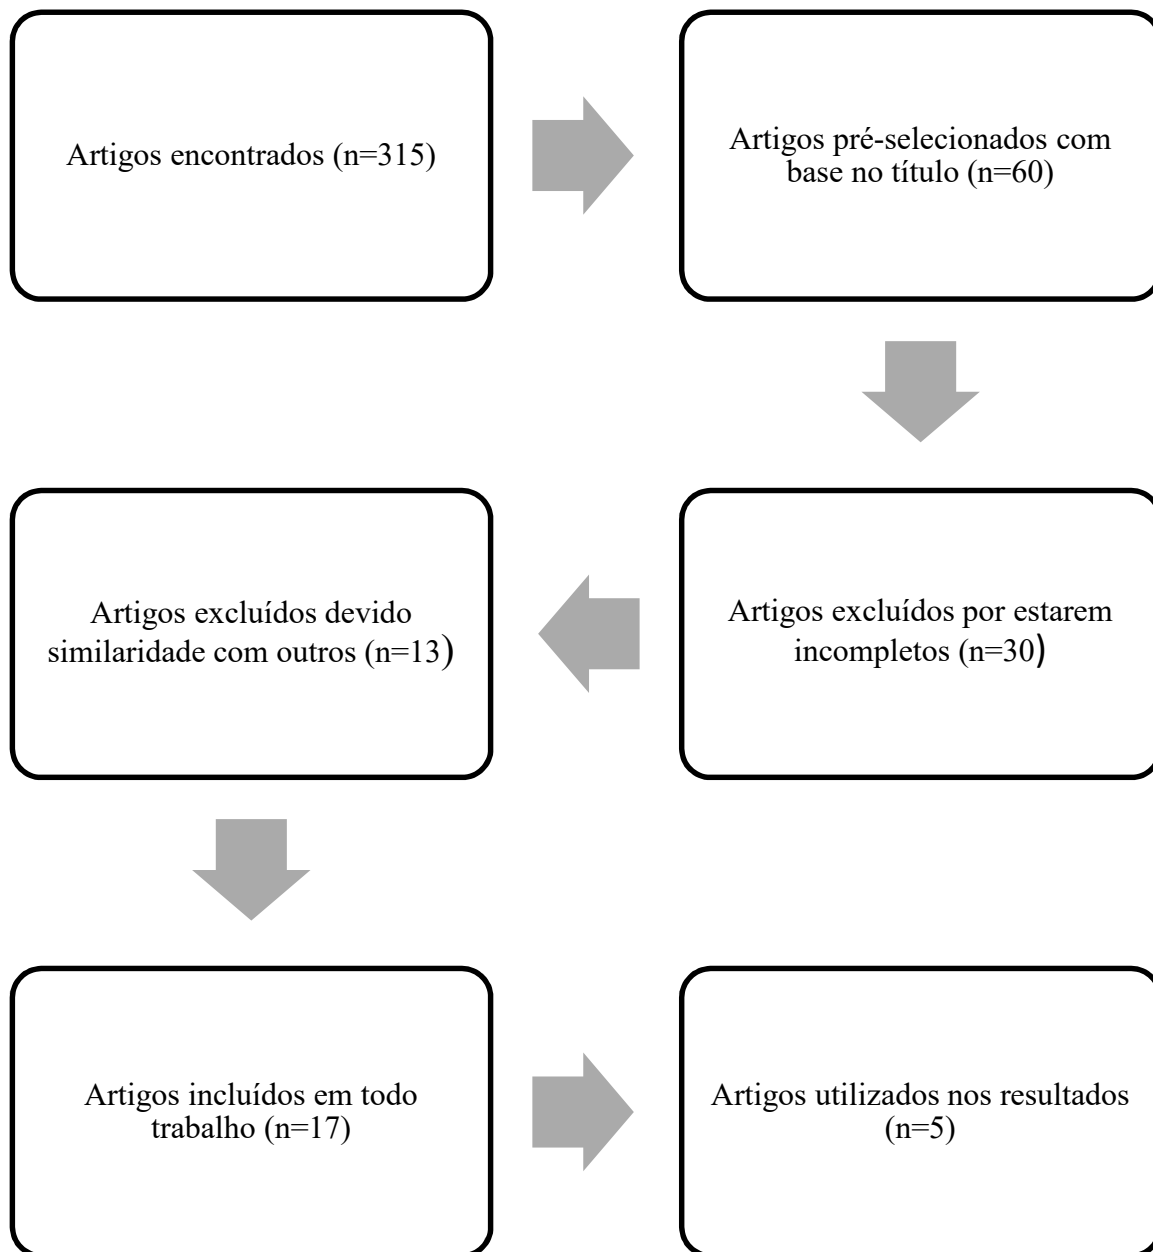 Artigos encontrados (n=315)
Artigos pré-selecionados com
base no título (n=60)
Artigos excluídos por estarem
incompletos (n=30)
Artigos excluídos devido
similaridade com outros (n=13)
Artigos incluídos em todo
trabalho (n=17)
Artigos utilizados nos resultados
(n=5)